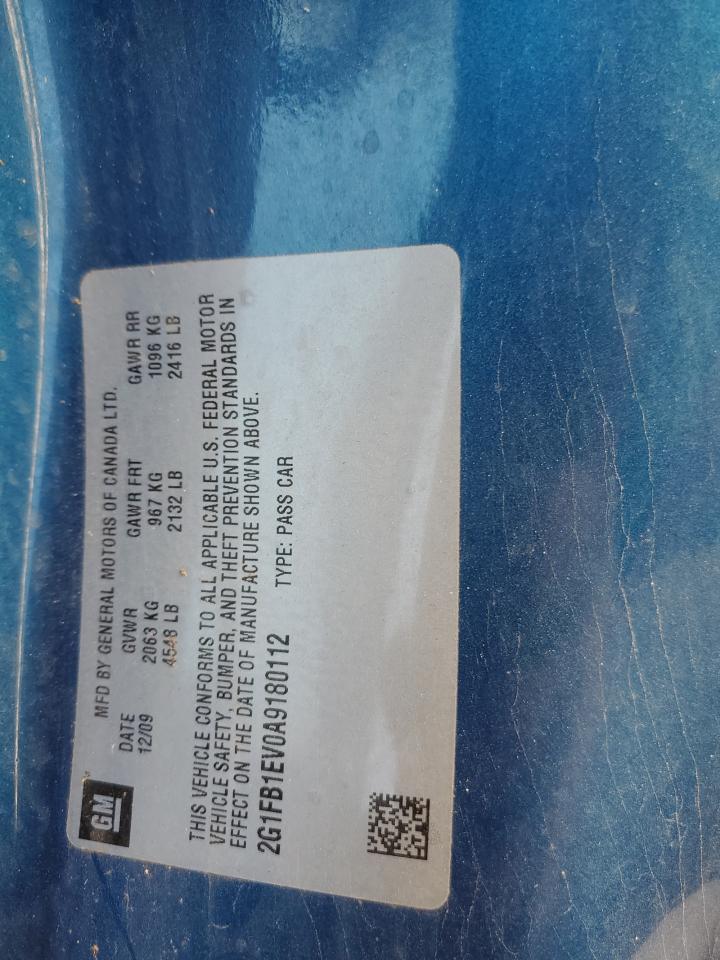 GM
MFD BY GENERAL MOTORS OF CANADA LTD.
DATE GVWR GAWR FRT GAWR RR
12/09 2063 KG 967 KG 1096 KG
4548 LB 2132 LB 2416 LB
THIS VEHICLE CONFORMS TO ALL APPLICABLE U.S. FEDERAL MOTOR
VEHICLE SAFETY, BUMPER, AND THEFT PREVENTION STANDARDS IN
EFFECT ON THE DATE OF MANUFACTURE SHOWN ABOVE.
2G1FB1EV0A9180112 TYPE: PASS CAR